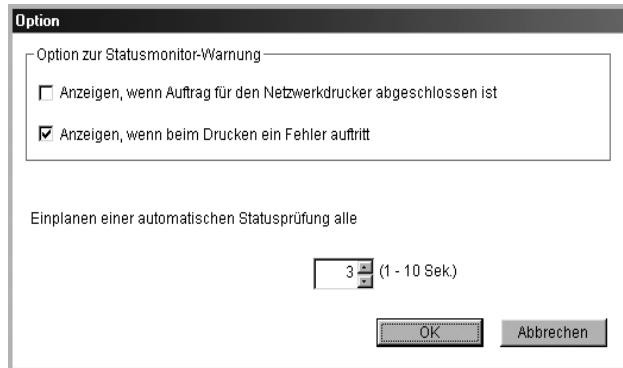 Option
Option zur Statusmonitor-Warnung
Anzeigen, wenn Auftrag für den Netzwerkdrucker abgeschlossen ist
Anzeigen, wenn beim Drucken ein Fehler auftritt
Einplanen einer automatischen Statusprüfung alle
3 (1 - 10 Sek.)
OK Abbrechen